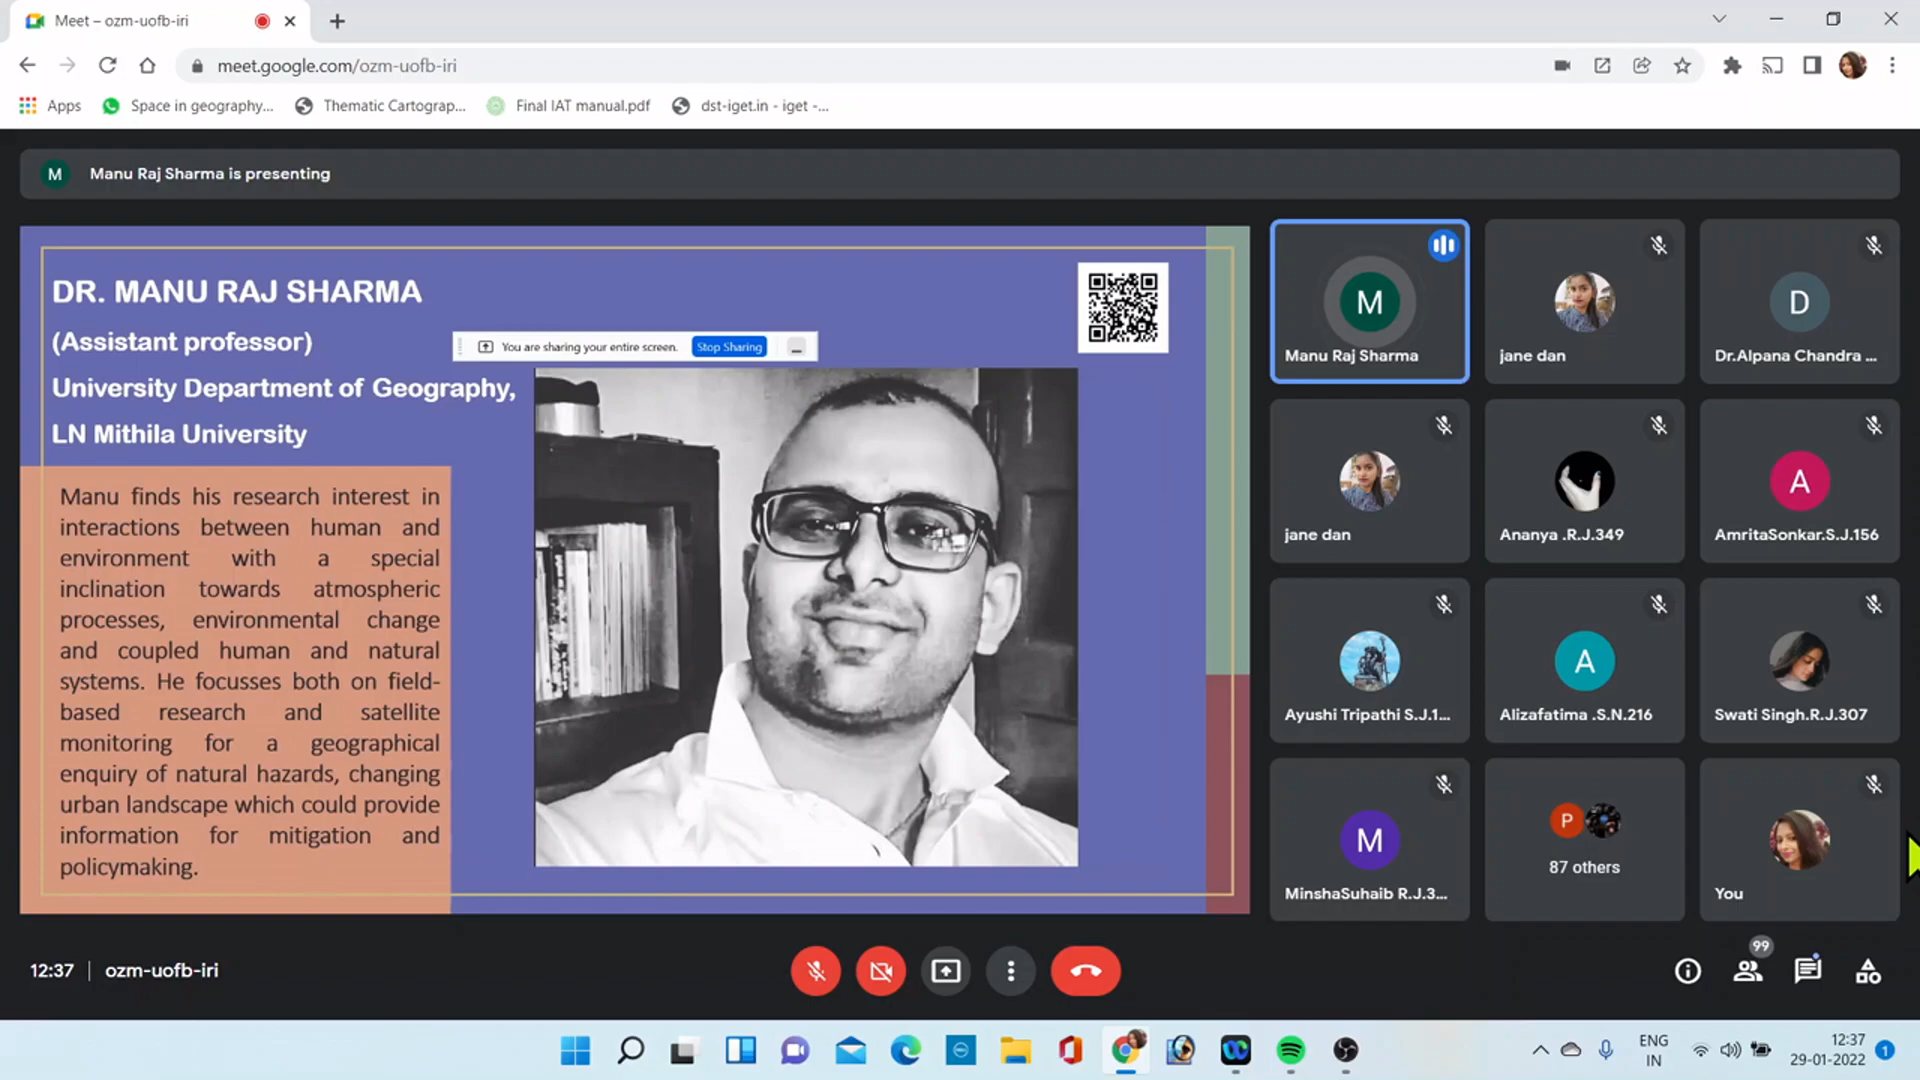 Meet – ozm-uofb-iri
meet.google.com/ozm-uofb-iri
Apps
Space in geography...
Thematic Cartograp...
Final IAT manual.pdf
dst-iget.in - iget -...
M
Manu Raj Sharma is presenting
DR. MANU RAJ SHARMA
(Assistant professor)
University Department of Geography,
LN Mithila University
You are sharing your entire screen.
Stop Sharing
Manu finds his research interest in
interactions between human and
environment with a special
inclination towards atmospheric
processes, environmental change
and coupled human and natural
systems. He focusses both on field-
based research and satellite
monitoring for a geographical
enquiry of natural hazards, changing
urban landscape which could provide
information for mitigation and
policymaking.
M
Manu Raj Sharma
jane dan
D
Dr.Alpana Chandra ...
jane dan
Ananya .R.J.349
A
AmritaSonkar.S.J.156
Ayushi Tripathi S.J.1...
A
Alizafatima .S.N.216
Swati Singh.R.J.307
M
MinshaSuhaib R.J.3...
P
87 others
You
12:37
ozm-uofb-iri
99
ENG
IN
12:37
29-01-2022
1